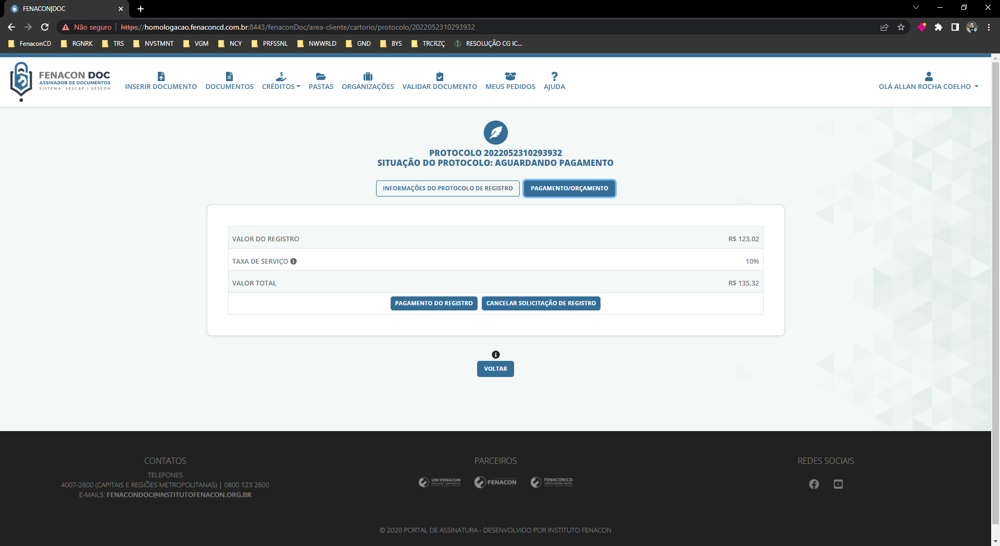 FENACON|DOC
Não seguro https://homologacao.fenaconcd.com.br:8443/fenaconDoc/area-cliente/cartorio/protocolo/2022052310293932
FenaconCD RGNRK TRS NVSTMNT VGM NCY PRFSSNL NWWRLD GND BYS TRCRZÇ RESOLUÇÃO CG IC...
FENACON DOC
ASSINADOR DE DOCUMENTOS
SISTEMA SESCAP | SESCON
INSERIR DOCUMENTO DOCUMENTOS CRÉDITOS PASTAS ORGANIZAÇÕES VALIDAR DOCUMENTO MEUS PEDIDOS AJUDA OLÁ ALLAN ROCHA COELHO
PROTOCOLO 2022052310293932
SITUAÇÃO DO PROTOCOLO: AGUARDANDO PAGAMENTO
INFORMAÇÕES DO PROTOCOLO DE REGISTRO PAGAMENTO/ORÇAMENTO
VALOR DO REGISTRO R$ 123,02
TAXA DE SERVIÇO 10%
VALOR TOTAL R$ 135,32
PAGAMENTO DO REGISTRO CANCELAR SOLICITAÇÃO DE REGISTRO
VOLTAR
CONTATOS PARCEIROS REDES SOCIAIS
TELEFONES
4007-2600 (CAPITAIS E REGIÕES METROPOLITANAS) | 0800 123 2600
E-MAILS: FENACONDOC@INSTITUTOFENACON.ORG.BR
UNIFENACON FENACON FENACON|CD
© 2020 PORTAL DE ASSINATURA - DESENVOLVIDO POR INSTITUTO FENACON